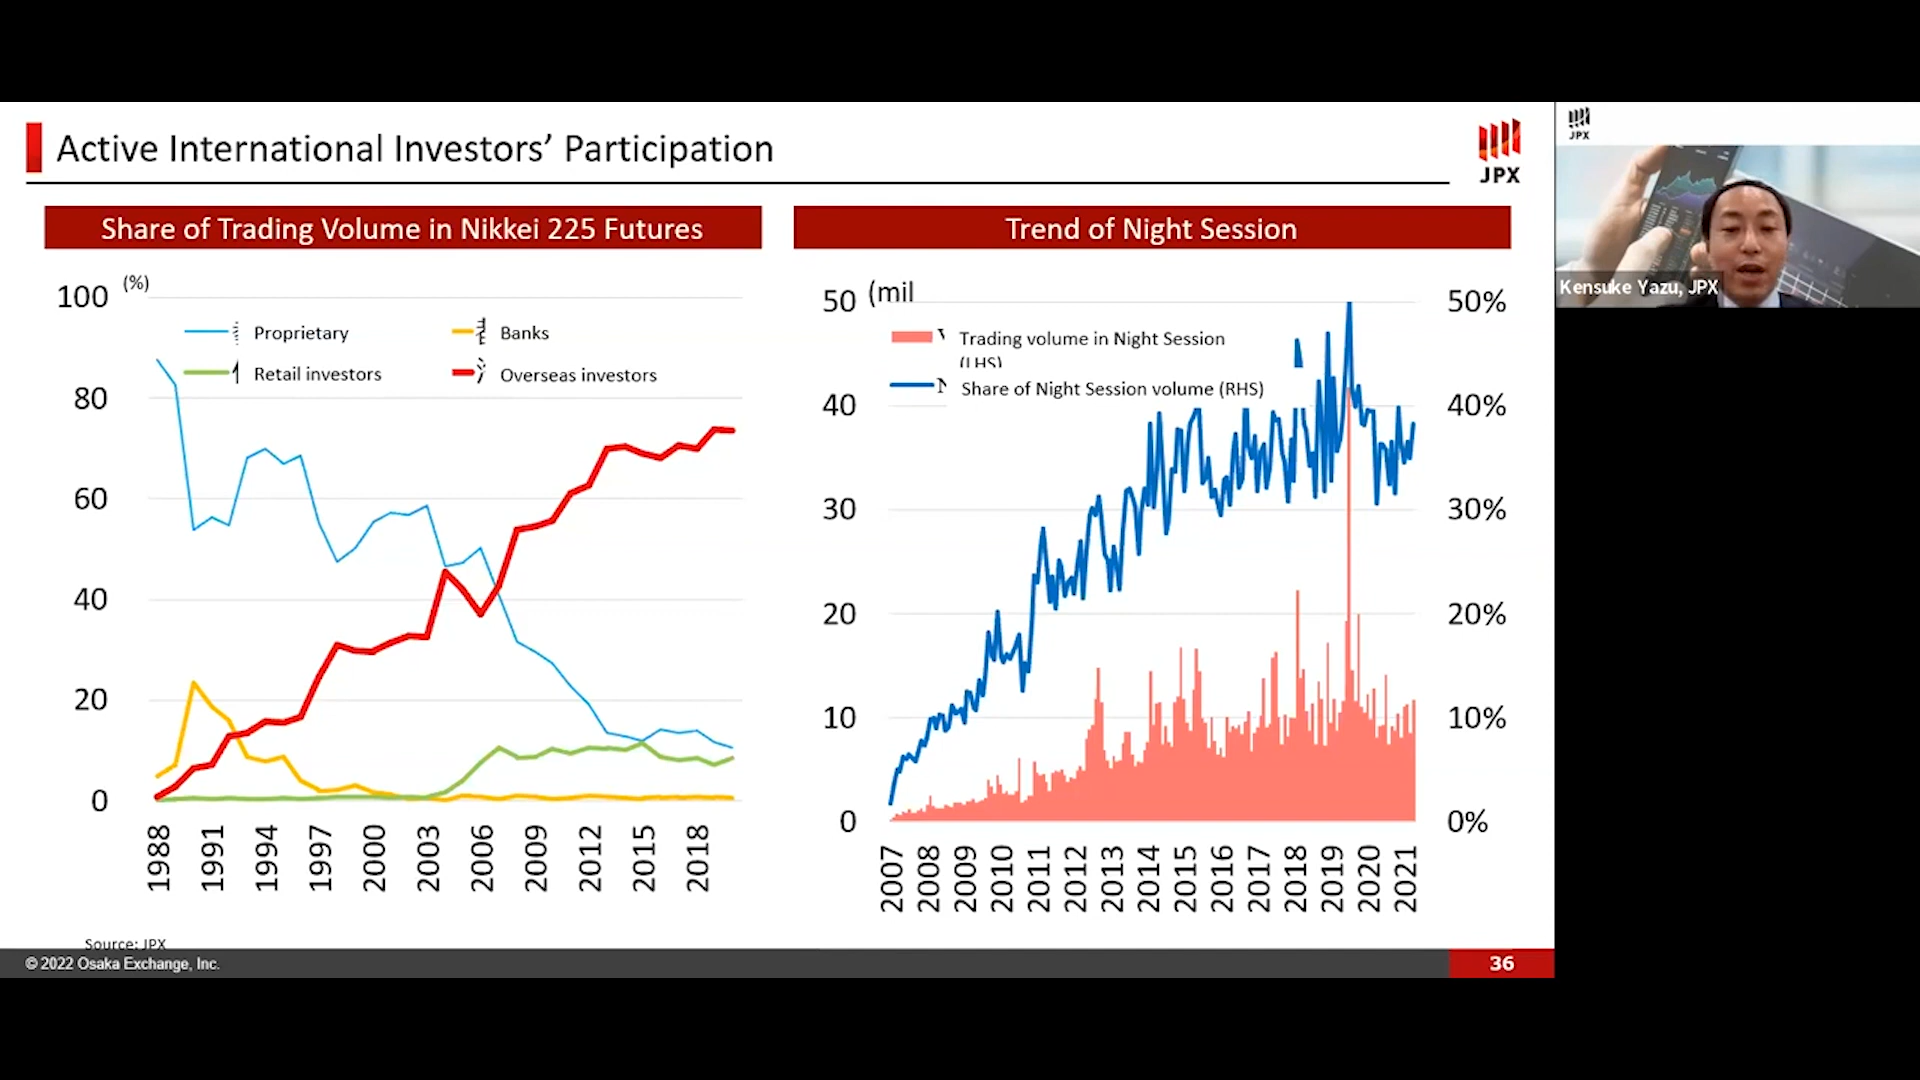 Active International Investors’ Participation
JPX
Share of Trading Volume in Nikkei 225 Futures
(%)
100
80
60
40
20
0
Proprietary
Banks
Retail investors
Overseas investors
1988
1991
1994
1997
2000
2003
2006
2009
2012
2015
2018
Trend of Night Session
(mil
50
40
30
20
10
0
50%
40%
30%
20%
10%
0%
Trading volume in Night Session
(LHS)
Share of Night Session volume (RHS)
2007
2008
2009
2010
2011
2012
2013
2014
2015
2016
2017
2018
2019
2020
2021
Source: JPX
© 2022 Osaka Exchange, Inc.
36
JPX
Kensuke Yazu, JPX